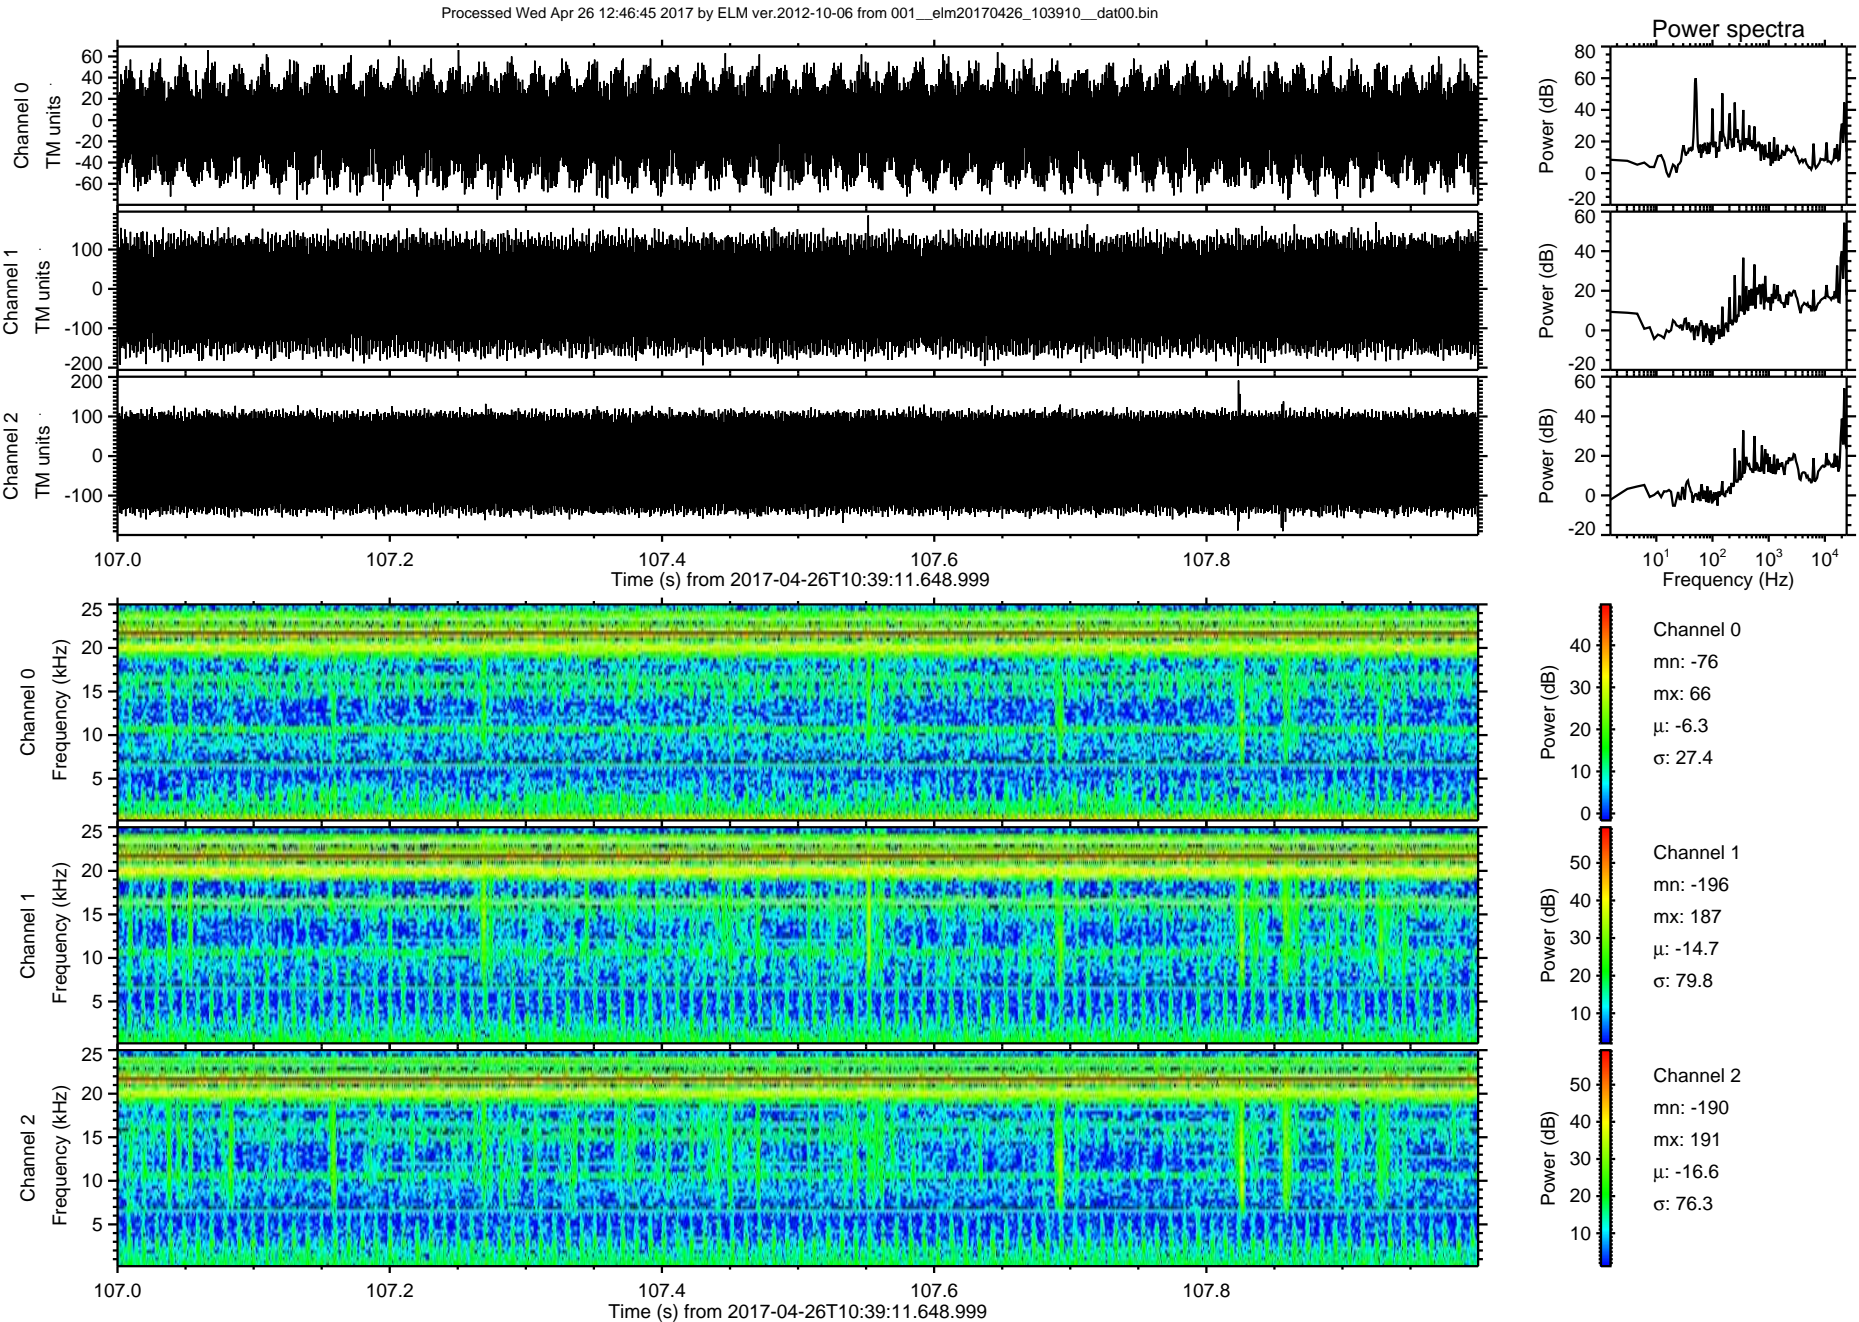 Processed Wed Apr 26 12:46:45 2017 by ELM ver.2012-10-06 from 001__elm20170426_103910__dat00.bin
Power spectra
Channel 0
TM units
60
40
20
0
-20
-40
-60
Power (dB)
80
60
40
20
0
-20
Channel 1
TM units
100
0
-100
-200
Power (dB)
60
40
20
0
-20
Channel 2
TM units
200
100
0
-100
Power (dB)
60
40
20
0
-20
107.0 107.2 107.4 107.6 107.8
Time (s) from 2017-04-26T10:39:11.648.999
10¹ 10² 10³ 10⁴
Frequency (Hz)
Channel 0
Frequency (kHz)
25
20
15
10
5
Power (dB)
40
30
20
10
0
Channel 0
mn: -76
mx: 66
μ: -6.3
σ: 27.4
Channel 1
Frequency (kHz)
25
20
15
10
5
Power (dB)
50
40
30
20
10
Channel 1
mn: -196
mx: 187
μ: -14.7
σ: 79.8
Channel 2
Frequency (kHz)
25
20
15
10
5
Power (dB)
50
40
30
20
10
Channel 2
mn: -190
mx: 191
μ: -16.6
σ: 76.3
107.0 107.2 107.4 107.6 107.8
Time (s) from 2017-04-26T10:39:11.648.999